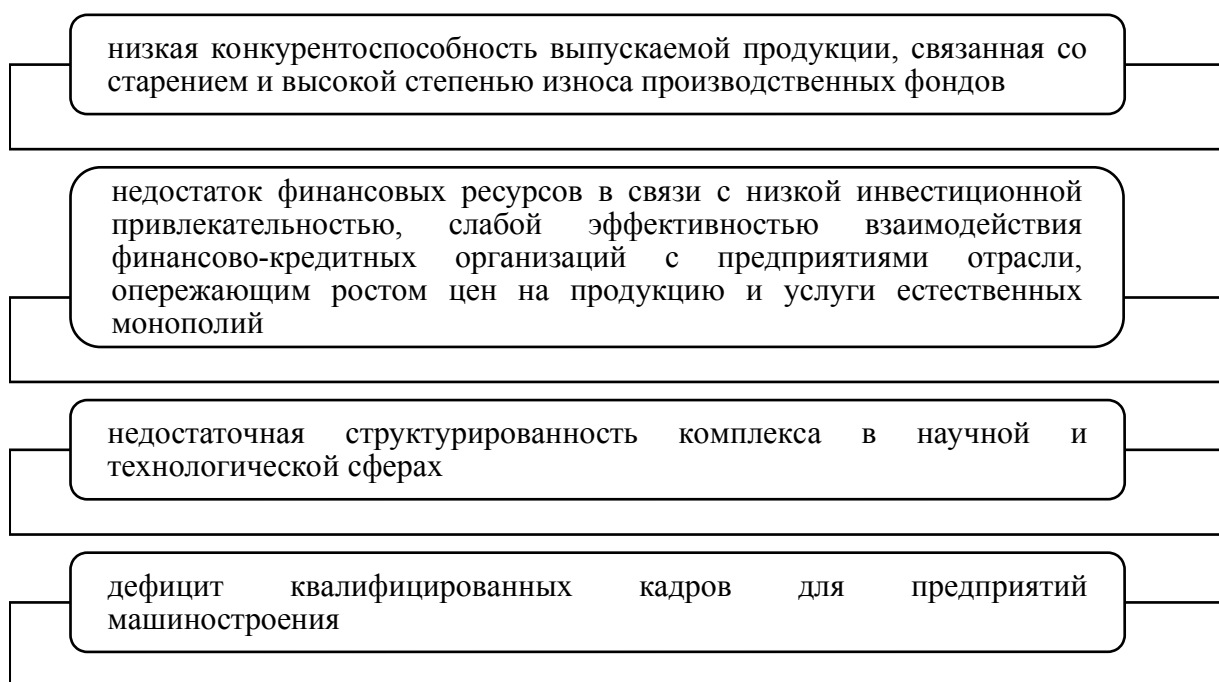 низкая конкурентоспособность выпускаемой продукции, связанная со
старением и высокой степенью износа производственных фондов
недостаток финансовых ресурсов в связи с низкой инвестиционной
привлекательностью, слабой эффективностью взаимодействия
финансово-кредитных организаций с предприятиями отрасли,
опережающим ростом цен на продукцию и услуги естественных
монополий
недостаточная структурированность комплекса в научной и
технологической сферах
дефицит квалифицированных кадров для предприятий
машиностроения